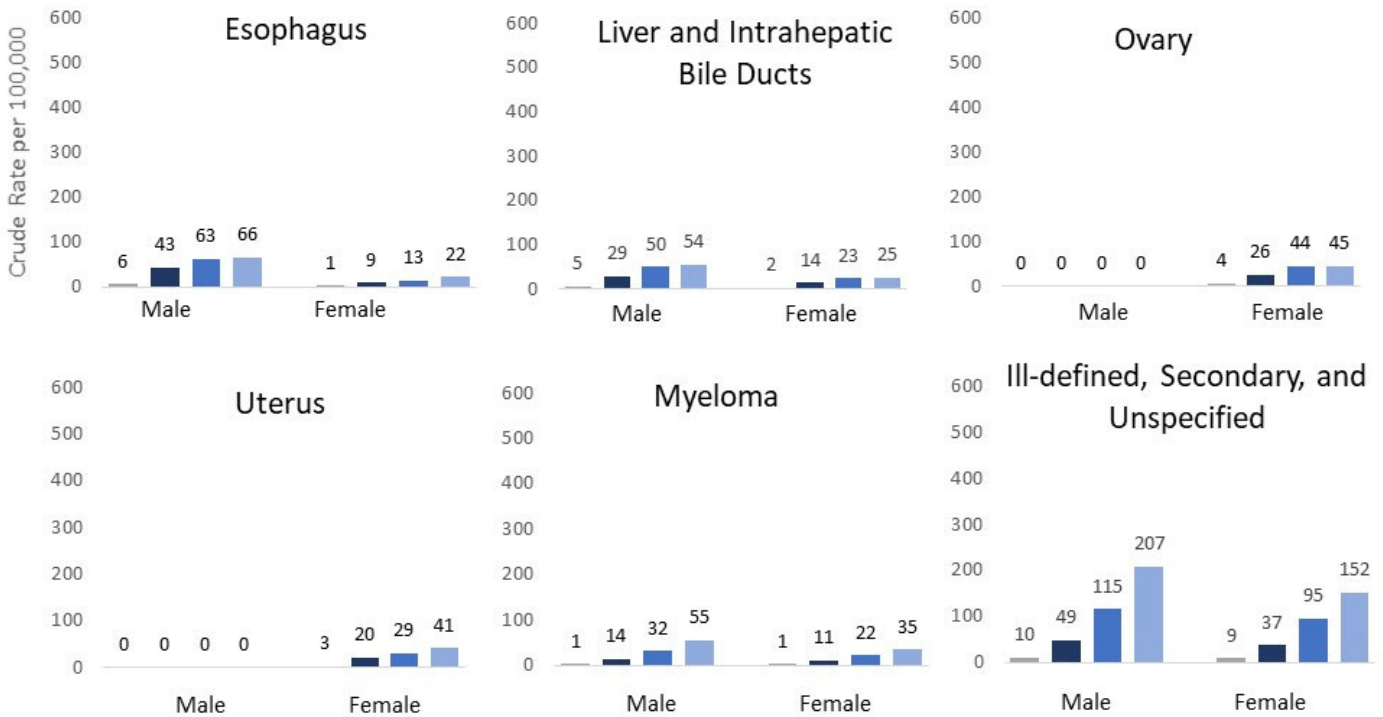 Crude Rate per 100,000
Esophagus
600
500
400
300
200
100
0
6 43 63 66 1 9 13 22
Male Female
Liver and Intrahepatic
Bile Ducts
600
500
400
300
200
100
0
5 29 50 54 2 14 23 25
Male Female
Ovary
600
500
400
300
200
100
0
0 0 0 0 4 26 44 45
Male Female
Uterus
600
500
400
300
200
100
0
0 0 0 0 3 20 29 41
Male Female
Myeloma
600
500
400
300
200
100
0
1 14 32 55 1 11 22 35
Male Female
Ill-defined, Secondary, and
Unspecified
600
500
400
300
200
100
0
10 49 115 207 9 37 95 152
Male Female